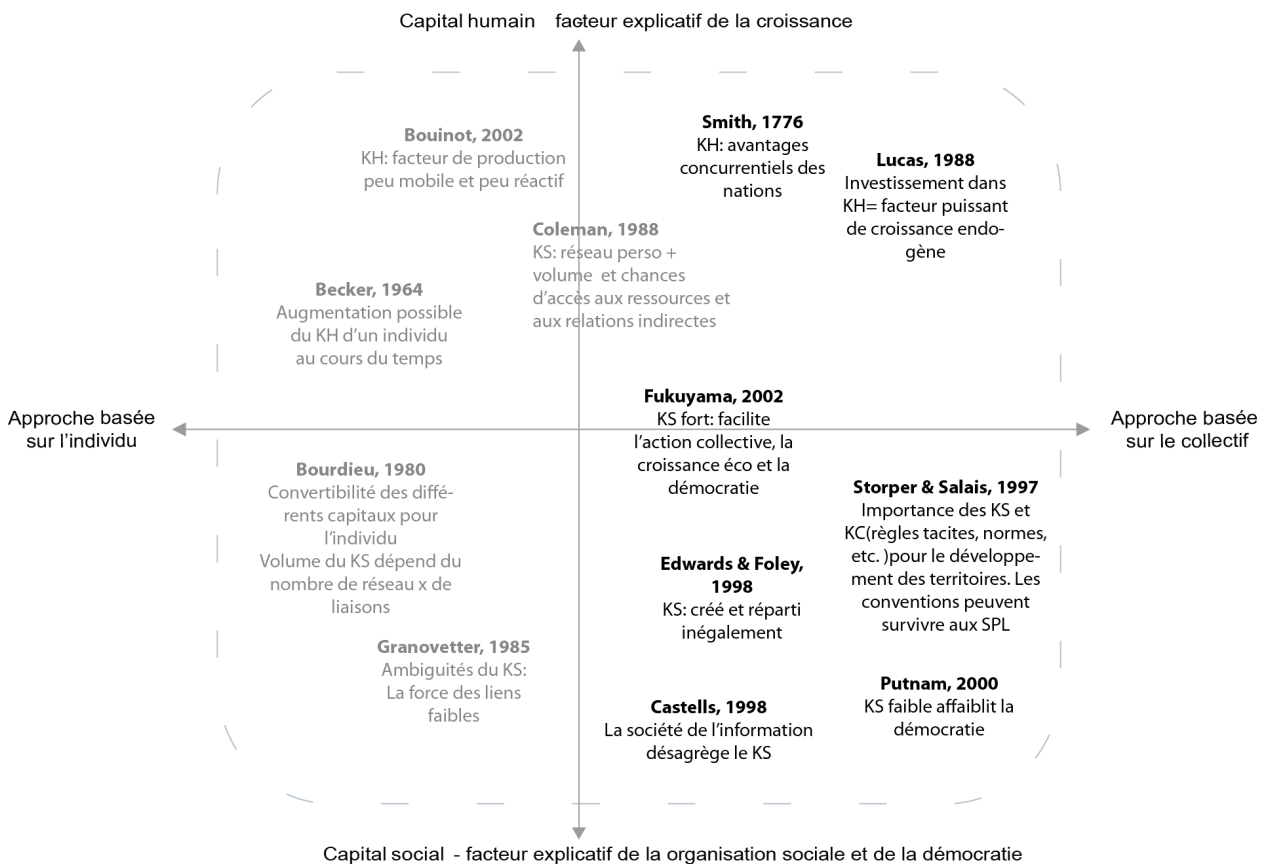 Capital humain facteur explicatif de la croissance
Bouinot, 2002
KH: facteur de production
peu mobile et peu réactif
Smith, 1776
KH: avantages
concurrentiels des
nations
Lucas, 1988
Investissement dans
KH= facteur puissant
de croissance endo-
gène
Coleman, 1988
KS: réseau perso +
volume et chances
d'accès aux ressources et
aux relations indirectes
Becker, 1964
Augmentation possible
du KH d'un individu
au cours du temps
Approche basée
sur l'individu
Fukuyama, 2002
KS fort: facilite
l'action collective, la
croissance éco et la
démocratie
Approche basée
sur le collectif
Bourdieu, 1980
Convertibilité des diffé-
rents capitaux pour
l'individu
Volume du KS dépend du
nombre de réseau x de
liaisons
Storper & Salais, 1997
Importance des KS et
KC(règles tacites, normes,
etc. )pour le développe-
ment des territoires. Les
conventions peuvent
survivre aux SPL
Edwards & Foley,
1998
KS: créé et réparti
inégalement
Granovetter, 1985
Ambiguités du KS:
La force des liens
faibles
Castells, 1998
La société de l'information
désagrège le KS
Putnam, 2000
KS faible affaiblit la
démocratie
Capital social - facteur explicatif de la organisation sociale et de la démocratie